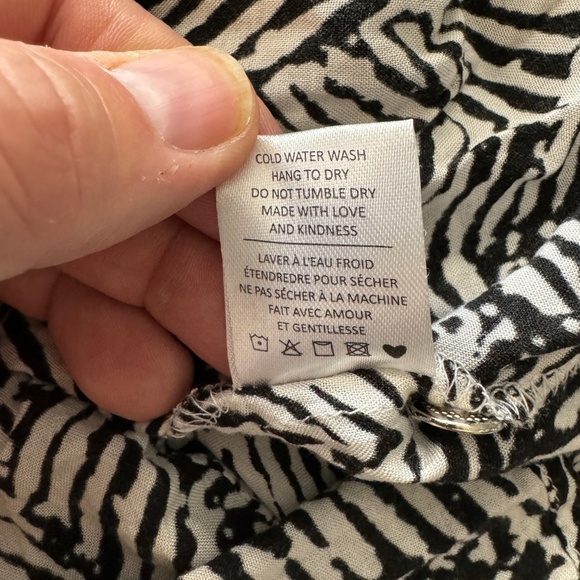 COLD WATER WASH
HANG TO DRY
DO NOT TUMBLE DRY
MADE WITH LOVE
AND KINDNESS
LAVER À L'EAU FROID
ÉTENDREDRE POUR SÉCHER
NE PAS SÉCHER À LA MACHINE
FAIT AVEC AMOUR
ET GENTILLESSE